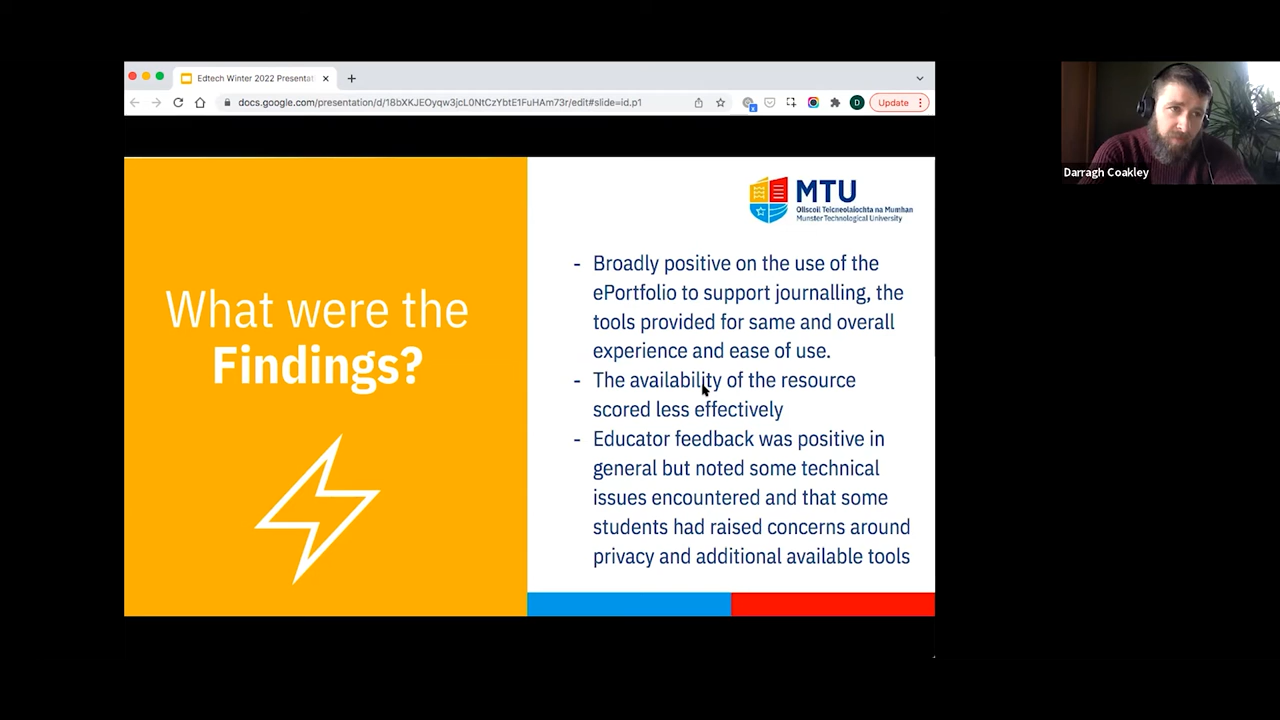 Edtech Winter 2022 Presentati
docs.google.com/presentation/d/18bXKJEOyqw3jcL0NtCzYbtE1FuHAm73r/edit#slide=id.p1
D
Update
Darragh Coakley
MTU
Ollscoil Teicneolaíochta na Mumhan
Munster Technological University
What were the
Findings?
- Broadly positive on the use of the
ePortfolio to support journalling, the
tools provided for same and overall
experience and ease of use.
- The availability of the resource
scored less effectively
- Educator feedback was positive in
general but noted some technical
issues encountered and that some
students had raised concerns around
privacy and additional available tools